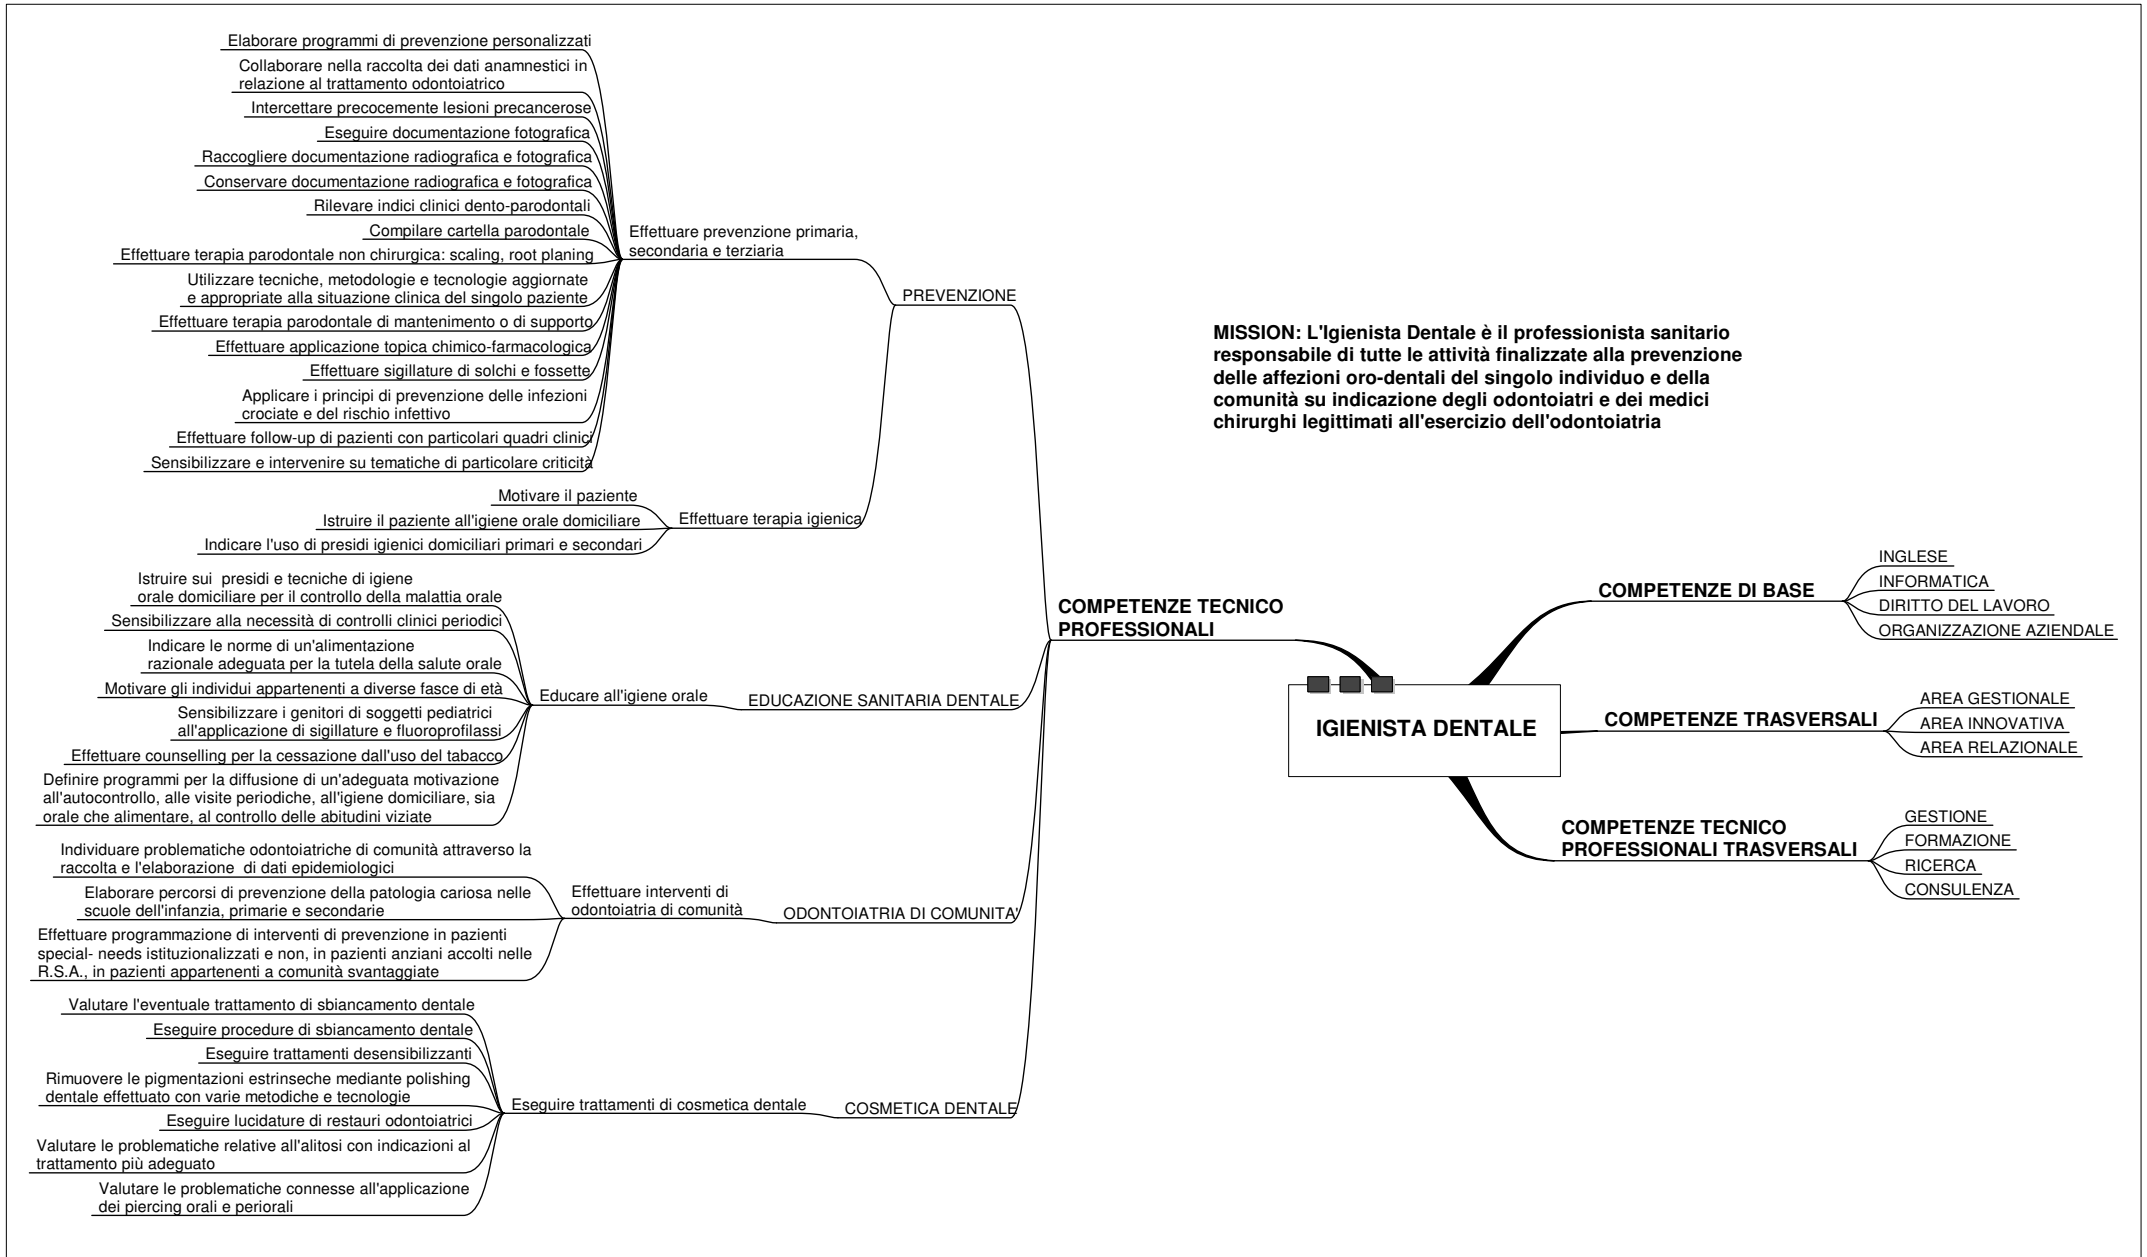 Elaborare programmi di prevenzione personalizzati
Collaborare nella raccolta dei dati anamnestici in
relazione al trattamento odontoiatrico
Intercettare precocemente lesioni precancerose
Eseguire documentazione fotografica
Raccogliere documentazione radiografica e fotografica
Conservare documentazione radiografica e fotografica
Rilevare indici clinici dento-parodontali
Compilare cartella parodontale
Effettuare terapia parodontale non chirurgica: scaling, root planing
Utilizzare tecniche, metodologie e tecnologie aggiornate
e appropriate alla situazione clinica del singolo paziente
Effettuare terapia parodontale di mantenimento o di supporto
Effettuare applicazione topica chimico-farmacologica
Effettuare sigillature di solchi e fossette
Applicare i principi di prevenzione delle infezioni
crociate e del rischio infettivo
Effettuare follow-up di pazienti con particolari quadri clinici
Sensibilizzare e intervenire su tematiche di particolare criticità
Effettuare prevenzione primaria,
secondaria e terziaria
Motivare il paziente
Istruire il paziente all'igiene orale domiciliare
Indicare l'uso di presidi igienici domiciliari primari e secondari
Effettuare terapia igienica
PREVENZIONE
Istruire sui  presidi e tecniche di igiene
orale domiciliare per il controllo della malattia orale
Sensibilizzare alla necessità di controlli clinici periodici
Indicare le norme di un'alimentazione
razionale adeguata per la tutela della salute orale
Motivare gli individui appartenenti a diverse fasce di età
Sensibilizzare i genitori di soggetti pediatrici
all'applicazione di sigillature e fluoroprofilassi
Effettuare counselling per la cessazione dall'uso del tabacco
Definire programmi per la diffusione di un'adeguata motivazione
all'autocontrollo, alle visite periodiche, all'igiene domiciliare, sia
orale che alimentare, al controllo delle abitudini viziate
Educare all'igiene orale
EDUCAZIONE SANITARIA DENTALE
Individuare problematiche odontoiatriche di comunità attraverso la
raccolta e l'elaborazione  di dati epidemiologici
Elaborare percorsi di prevenzione della patologia cariosa nelle
scuole dell'infanzia, primarie e secondarie
Effettuare programmazione di interventi di prevenzione in pazienti
special- needs istituzionalizzati e non, in pazienti anziani accolti nelle
R.S.A., in pazienti appartenenti a comunità svantaggiate
Effettuare interventi di
odontoiatria di comunità
ODONTOIATRIA DI COMUNITA'
Valutare l'eventuale trattamento di sbiancamento dentale
Eseguire procedure di sbiancamento dentale
Eseguire trattamenti desensibilizzanti
Rimuovere le pigmentazioni estrinseche mediante polishing
dentale effettuato con varie metodiche e tecnologie
Eseguire lucidature di restauri odontoiatrici
Valutare le problematiche relative all'alitosi con indicazioni al
trattamento più adeguato
Valutare le problematiche connesse all'applicazione
dei piercing orali e periorali
Eseguire trattamenti di cosmetica dentale
COSMETICA DENTALE
COMPETENZE TECNICO
PROFESSIONALI
MISSION: L'Igienista Dentale è il professionista sanitario
responsabile di tutte le attività finalizzate alla prevenzione
delle affezioni oro-dentali del singolo individuo e della
comunità su indicazione degli odontoiatri e dei medici
chirurghi legittimati all'esercizio dell'odontoiatria
IGIENISTA DENTALE
COMPETENZE DI BASE
INGLESE
INFORMATICA
DIRITTO DEL LAVORO
ORGANIZZAZIONE AZIENDALE
COMPETENZE TRASVERSALI
AREA GESTIONALE
AREA INNOVATIVA
AREA RELAZIONALE
COMPETENZE TECNICO
PROFESSIONALI TRASVERSALI
GESTIONE
FORMAZIONE
RICERCA
CONSULENZA